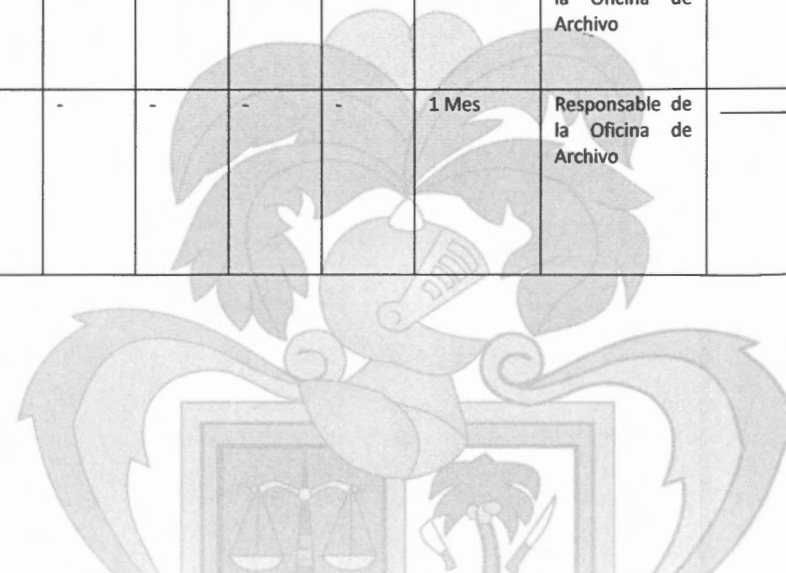 la Oficina de
Archivo
- - - - 1 Mes Responsable de
la Oficina de
Archivo